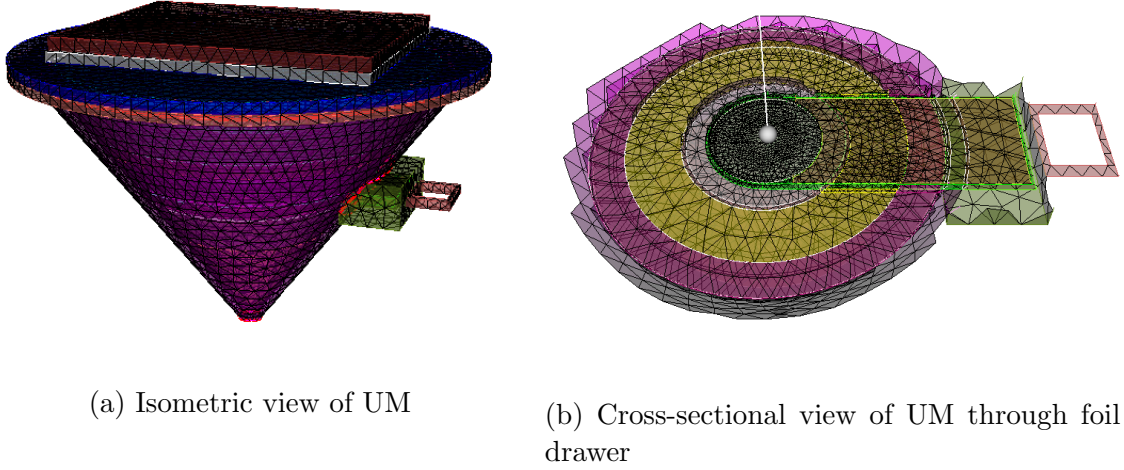 (a) Isometric view of UM
(b) Cross-sectional view of UM through foil
drawer